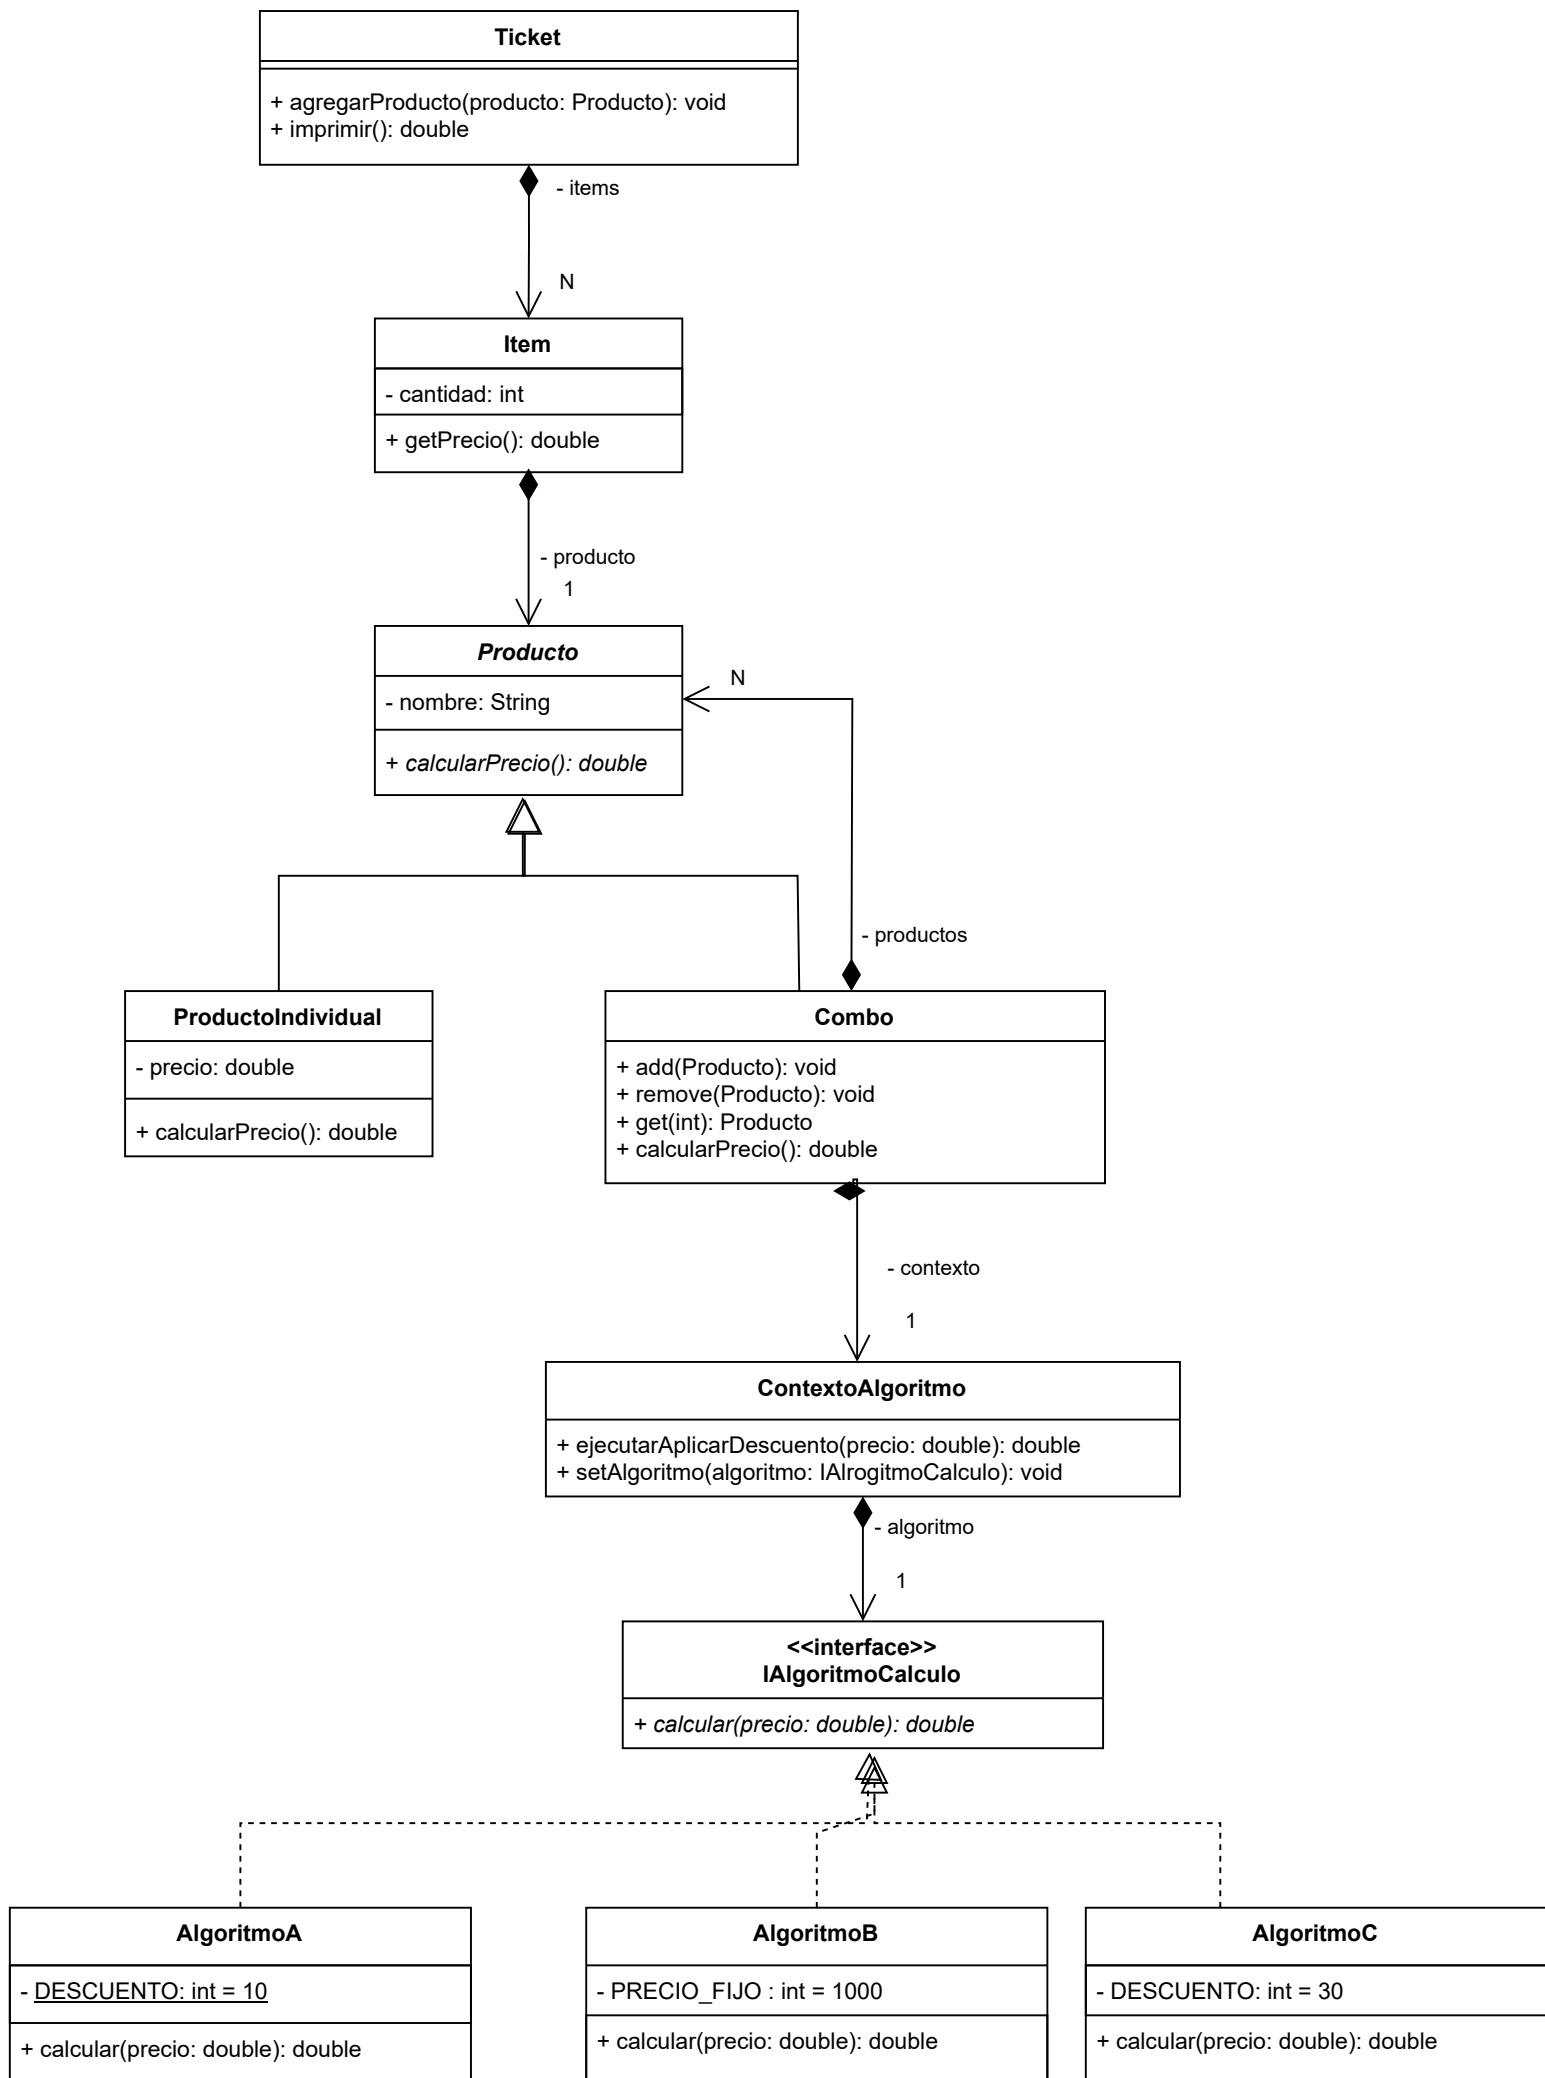 Ticket
+ agregarProducto(producto: Producto): void
+ imprimir(): double
- items
N
Item
- cantidad: int
+ getPrecio(): double
- producto
1
Producto
- nombre: String
+ calcularPrecio(): double
N
- productos
ProductoIndividual
- precio: double
+ calcularPrecio(): double
Combo
+ add(Producto): void
+ remove(Producto): void
+ get(int): Producto
+ calcularPrecio(): double
- contexto
1
ContextoAlgoritmo
+ ejecutarAplicarDescuento(precio: double): double
+ setAlgoritmo(algoritmo: IAlrogitmoCalculo): void
- algoritmo
1
<<interface>>
IAlgoritmoCalculo
+ calcular(precio: double): double
AlgoritmoA
- DESCUENTO: int = 10
+ calcular(precio: double): double
AlgoritmoB
- PRECIO_FIJO : int = 1000
+ calcular(precio: double): double
AlgoritmoC
- DESCUENTO: int = 30
+ calcular(precio: double): double